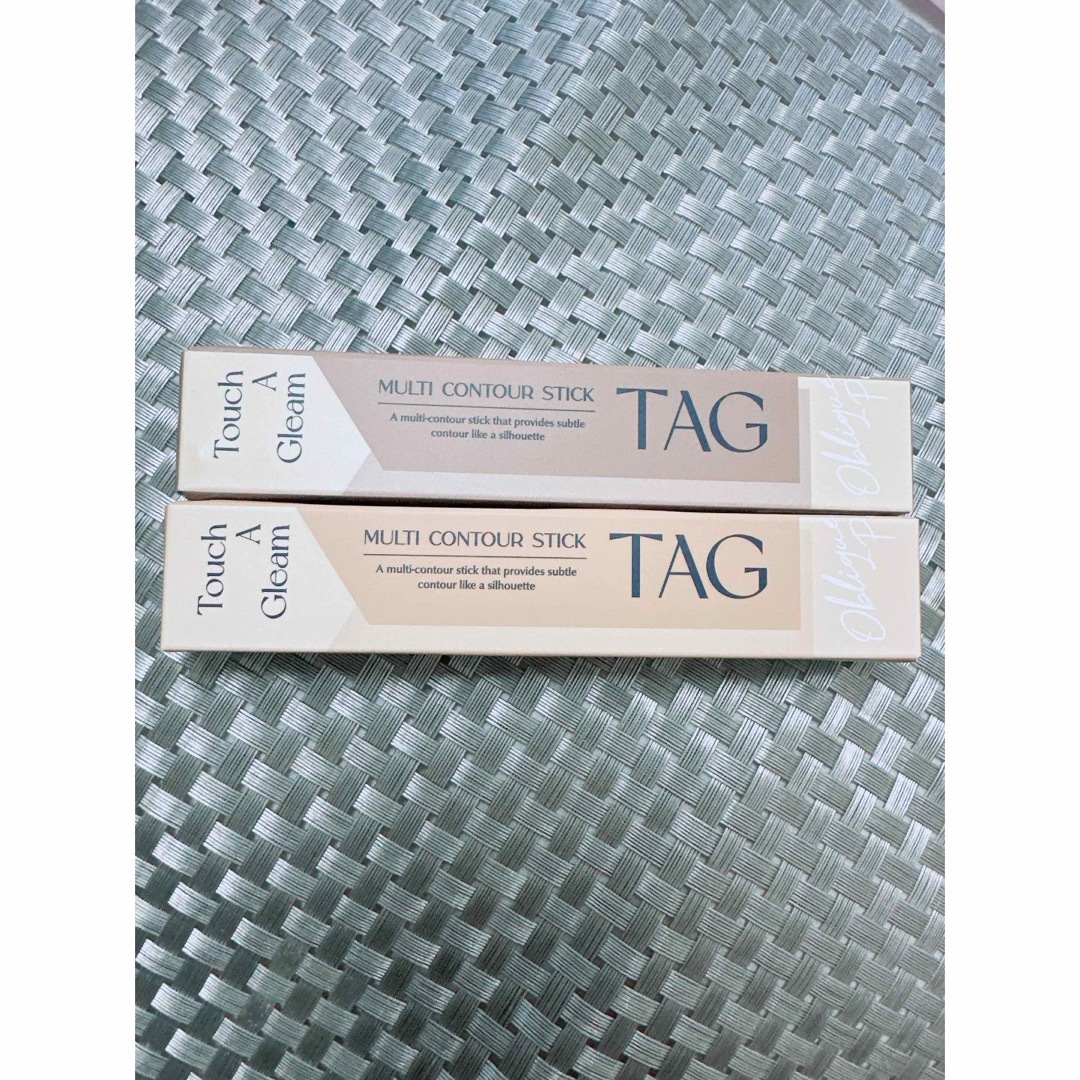 Touch
A
Gleam
MULTI CONTOUR STICK
A multi-contour stick that provides subtle
contour like a silhouette
TAG
Oblique
Touch
A
Gleam
MULTI CONTOUR STICK
A multi-contour stick that provides subtle
contour like a silhouette
TAG
Oblique